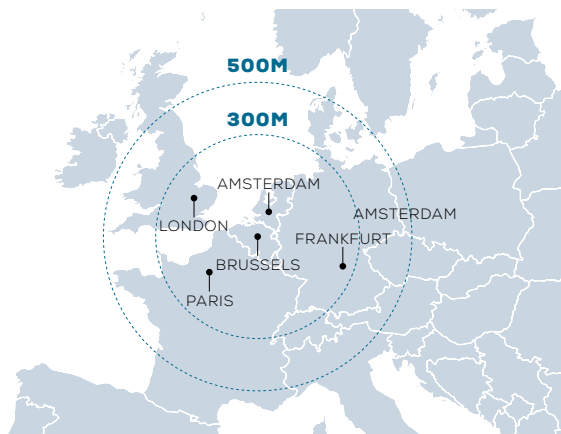 500M
300M
AMSTERDAM
AMSTERDAM
LONDON
FRANKFURT
BRUSSELS
PARIS